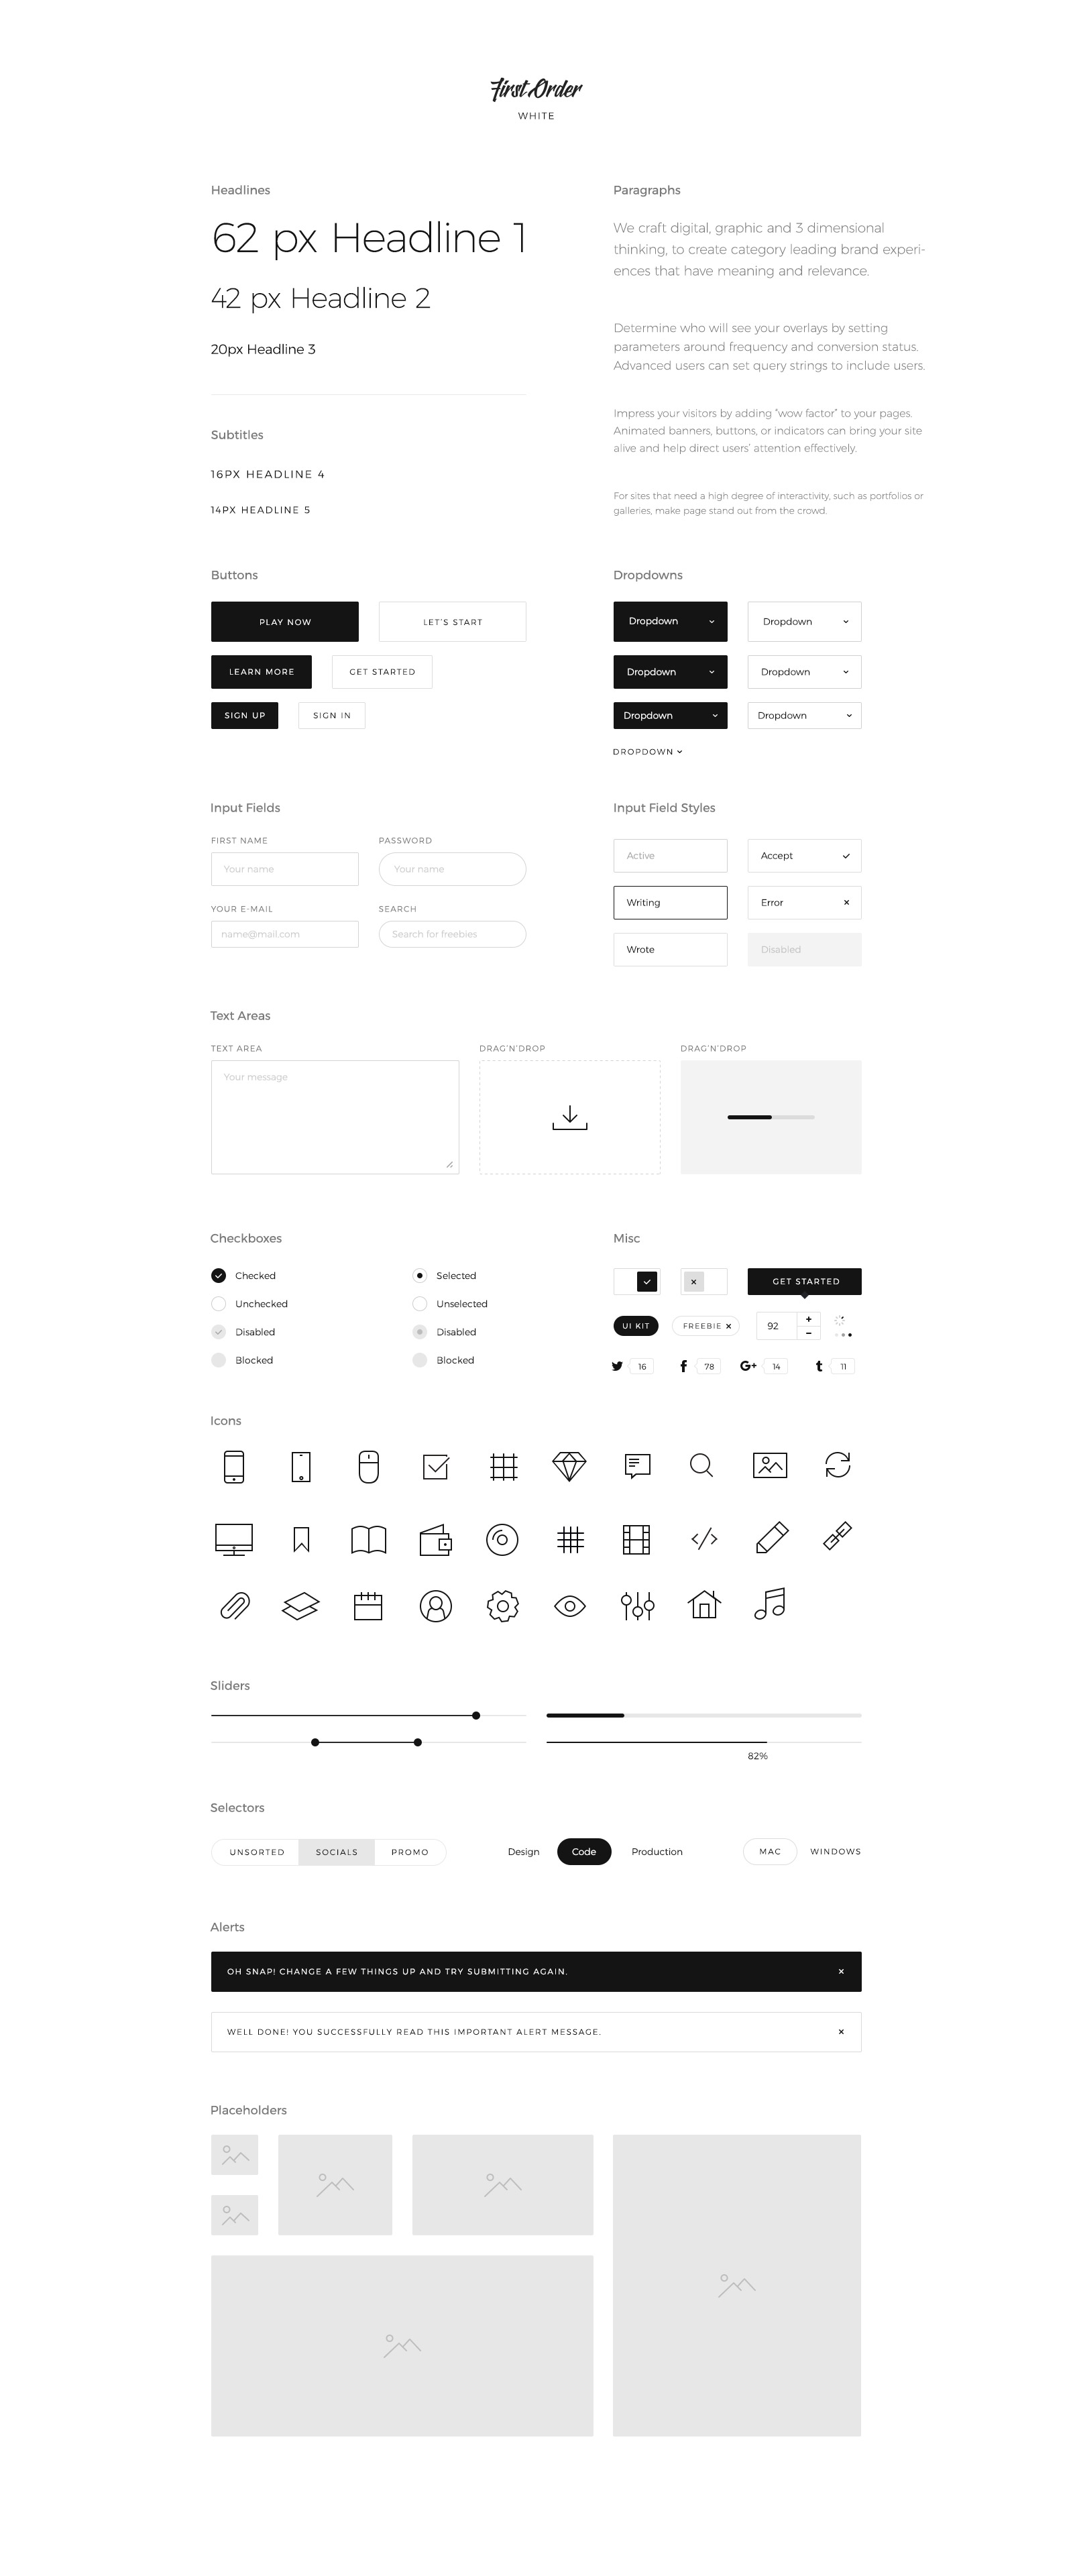 First Order
WHITE
Headlines
62 px Headline 1
42 px Headline 2
20px Headline 3
Subtitles
16PX HEADLINE 4
14PX HEADLINE 5
Paragraphs
We craft digital, graphic and 3 dimensional
thinking, to create category leading brand experi-
ences that have meaning and relevance.
Determine who will see your overlays by setting
parameters around frequency and conversion status.
Advanced users can set query strings to include users.
Impress your visitors by adding "wow factor" to your pages.
Animated banners, buttons, or indicators can bring your site
alive and help direct users' attention effectively.
For sites that need a high degree of interactivity, such as portfolios or
galleries, make page stand out from the crowd.
Buttons
PLAY NOW
LET'S START
LEARN MORE
GET STARTED
SIGN UP
SIGN IN
Dropdowns
Dropdown
Dropdown
Dropdown
Dropdown
Dropdown
Dropdown
DROPDOWN
Input Fields
FIRST NAME
PASSWORD
Your name
Your name
YOUR E-MAIL
SEARCH
name@mail.com
Search for freebies
Input Field Styles
Active
Accept
Writing
Error
Wrote
Disabled
Text Areas
TEXT AREA
DRAG'N'DROP
DRAG'N'DROP
Your message
Checkboxes
Checked
Selected
Unchecked
Unselected
Disabled
Disabled
Blocked
Blocked
Misc
GET STARTED
UI KIT
FREEBIE
92
16
78
14
11
Icons
Sliders
82%
Selectors
UNSORTED
SOCIALS
PROMO
Design
Code
Production
MAC
WINDOWS
Alerts
OH SNAP! CHANGE A FEW THINGS UP AND TRY SUBMITTING AGAIN.
WELL DONE! YOU SUCCESSFULLY READ THIS IMPORTANT ALERT MESSAGE.
Placeholders